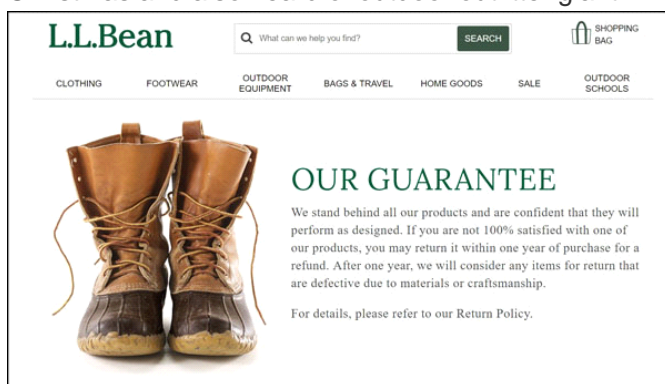 L.L.Bean
What can we help you find?
SEARCH
SHOPPING
BAG
CLOTHING
FOOTWEAR
OUTDOOR
EQUIPMENT
BAGS & TRAVEL
HOME GOODS
SALE
OUTDOOR
SCHOOLS
OUR GUARANTEE
We stand behind all our products and are confident that they will
perform as designed. If you are not 100% satisfied with one of
our products, you may return it within one year of purchase for a
refund. After one year, we will consider any items for return that
are defective due to materials or craftsmanship.
For details, please refer to our Return Policy.